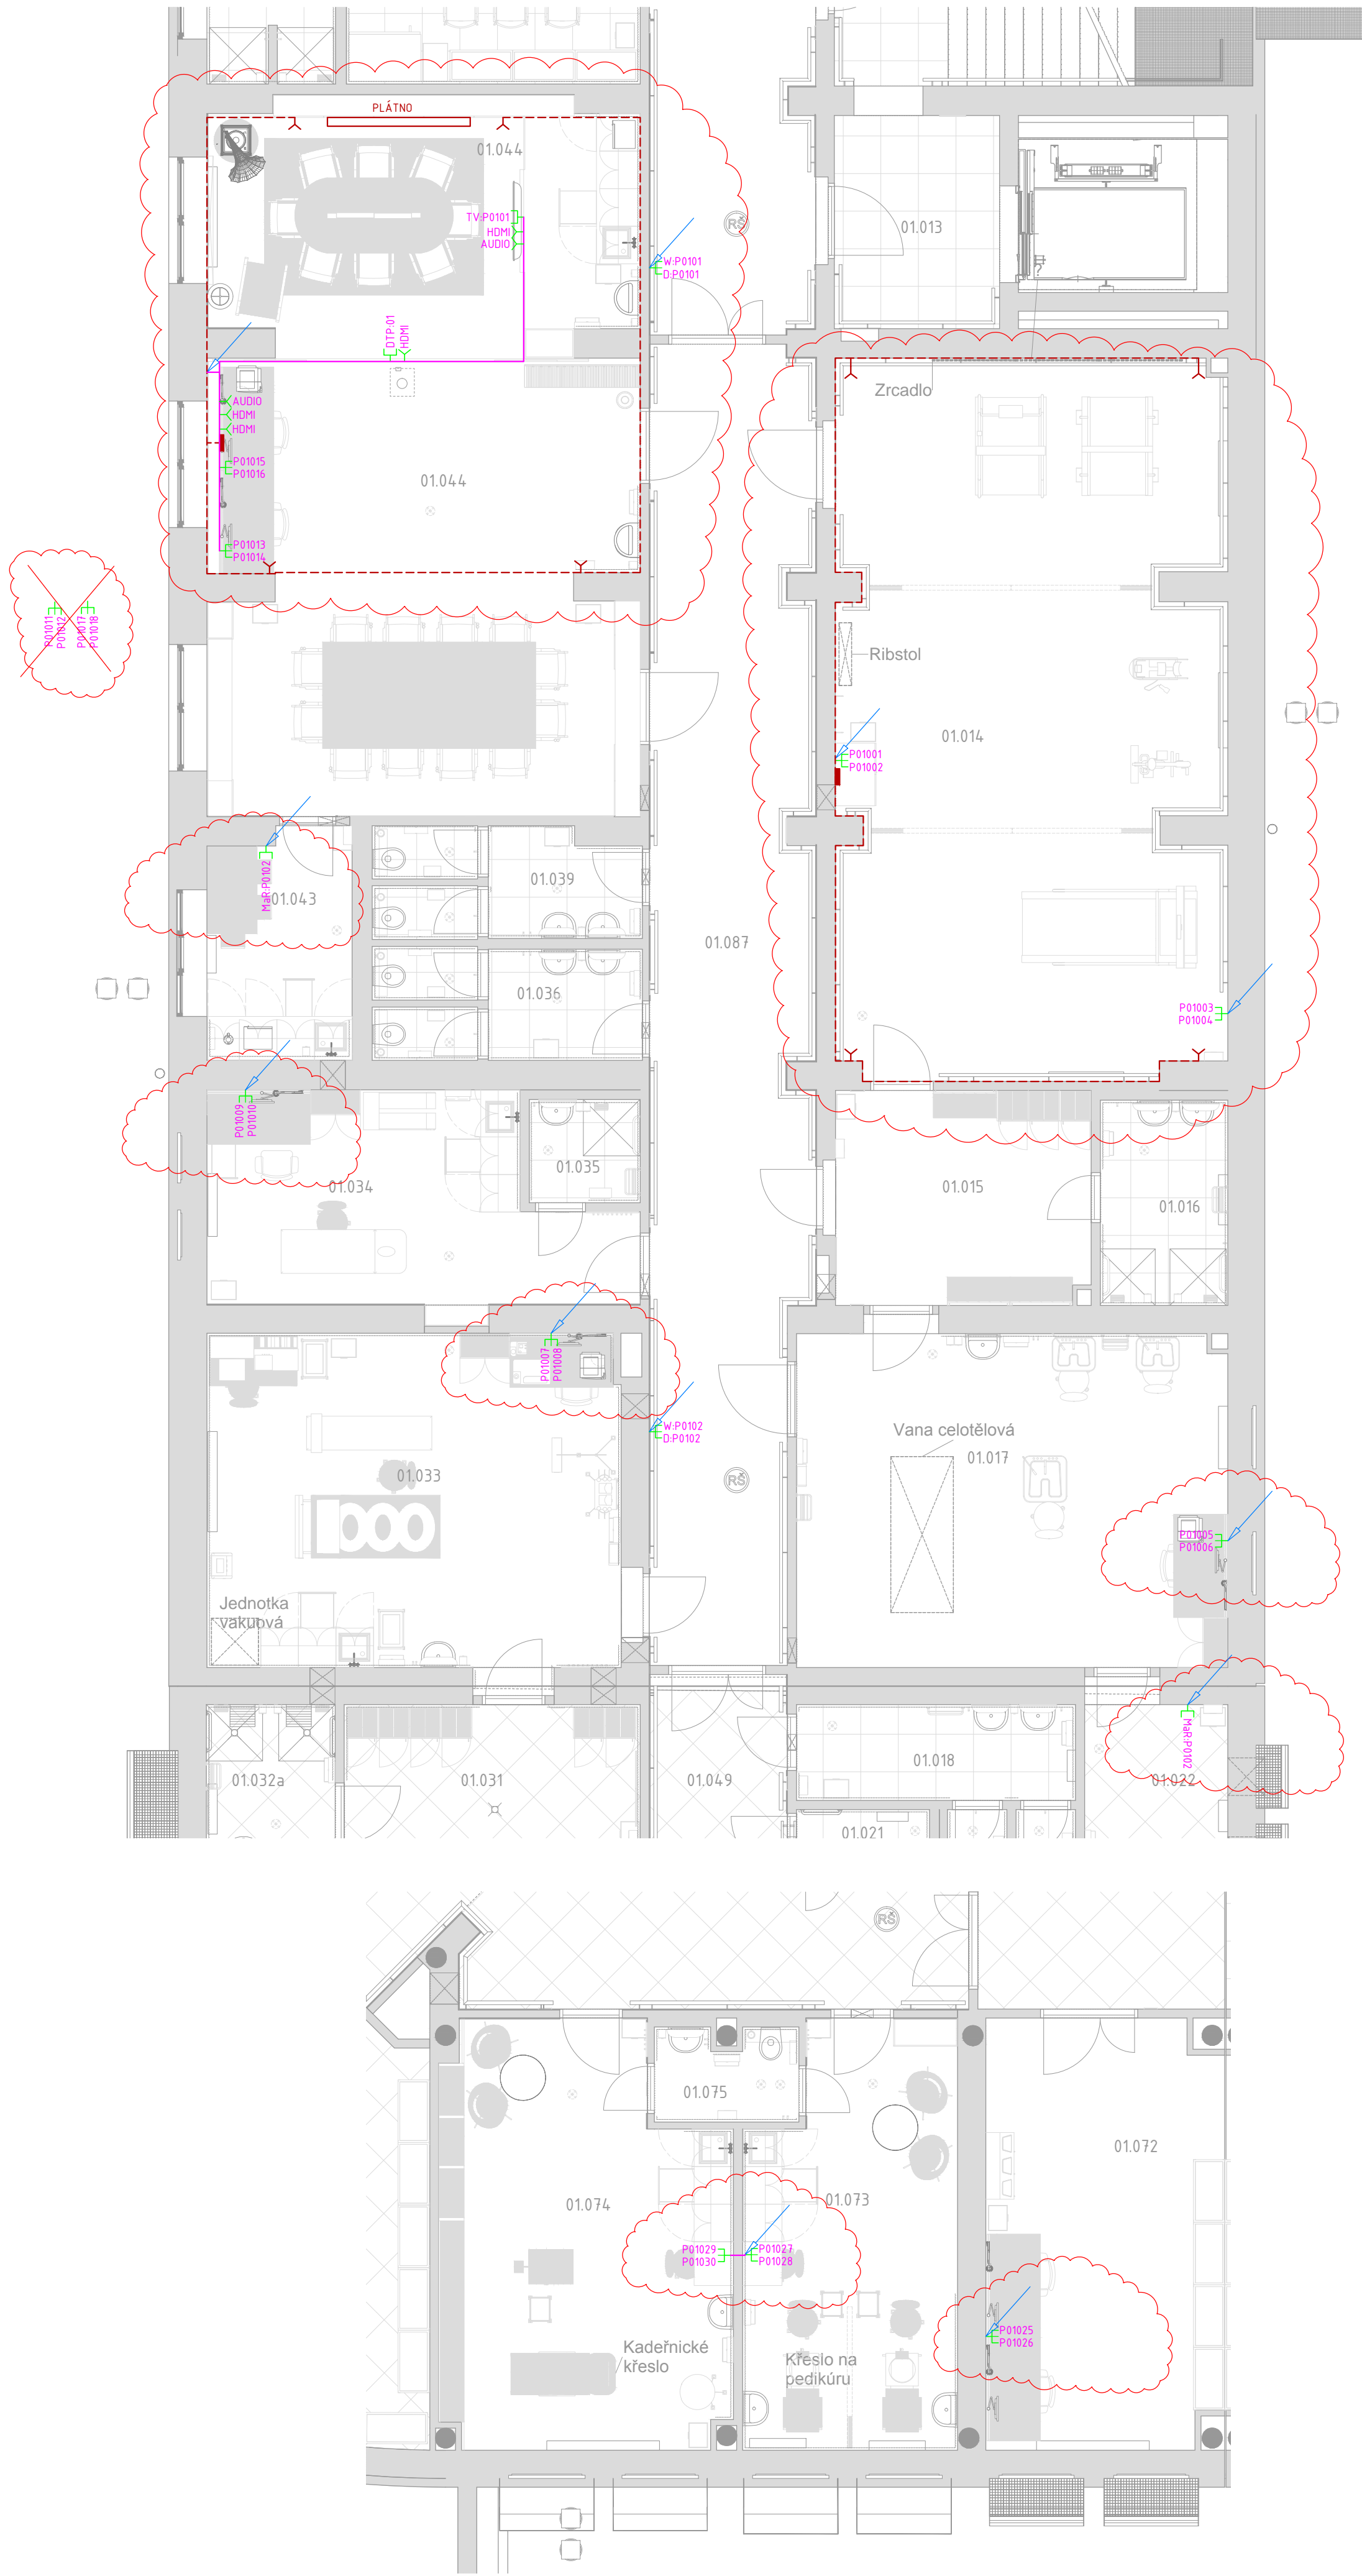 PLÁTNO
01.044
TV:P0101
HDMI
AUDIO
RŠ
W:P0101
D:P0101
01.013
DTP:01
HDMI
AUDIO
HDMI
HDMI
P01015
P01016
01.044
P01013
P01014
Zrcadlo
Ribstol
01.014
P01001
P01002
P01011
P01012
P01017
P01018
MaR:P0102
01.043
01.039
01.036
01.087
P01003
P01004
P01009
P01010
01.034
01.035
01.015
01.016
P01007
P01008
W:P0102
D:P0102
RŠ
01.033
Jednotka
vakuová
Vana celotělová
01.017
P01005
P01006
MaR:P0102
01.022
01.032a
01.031
01.049
01.018
01.021
RŠ
01.075
01.074
01.073
01.072
P01029
P01030
P01027
P01028
P01025
P01026
Kadeřnické
křeslo
Křeslo na
pedikúru